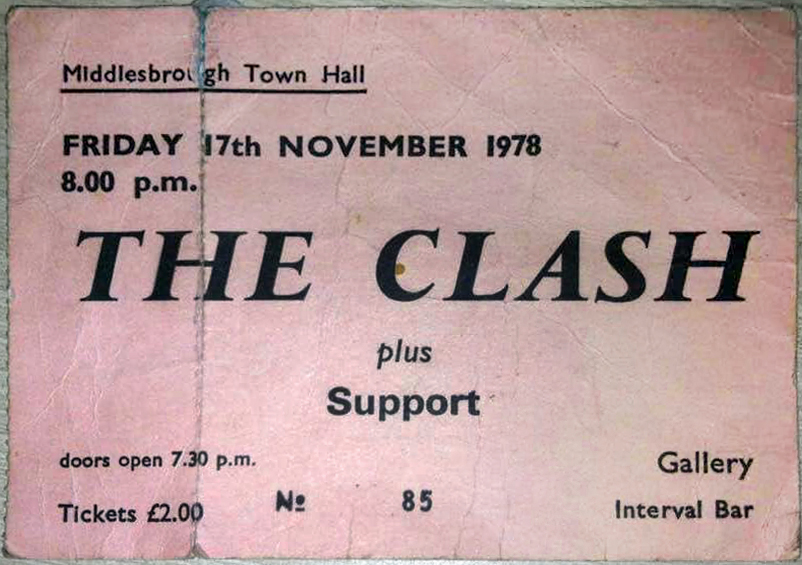 Middlesbrough Town Hall
FRIDAY 17th NOVEMBER 1978
8.00 p.m.
THE CLASH
plus
Support
doors open 7.30 p.m.
Gallery
Tickets £2.00
Nº 85
Interval Bar